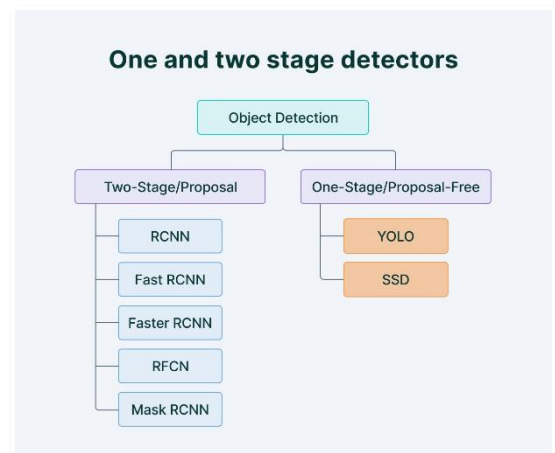 One and two stage detectors
Object Detection
Two-Stage/Proposal
One-Stage/Proposal-Free
RCNN
YOLO
Fast RCNN
SSD
Faster RCNN
RFCN
Mask RCNN